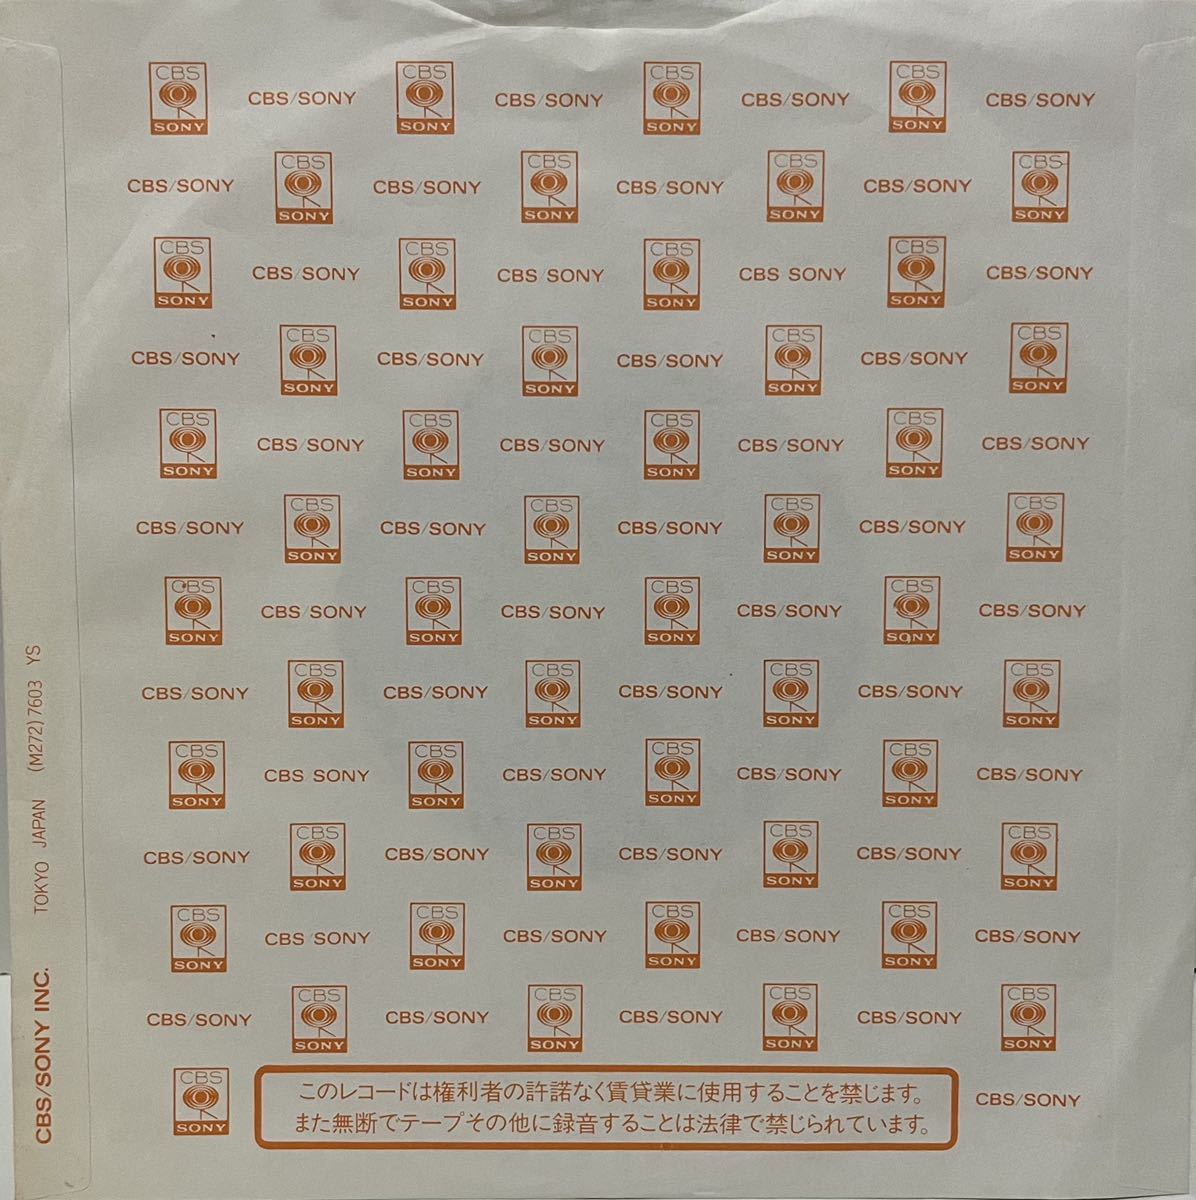 CBS SONY CBS/SONY CBS SONY CBS/SONY CBS SONY CBS/SONY CBS SONY CBS/SONY
CBS/SONY CBS SONY CBS/SONY CBS SONY CBS/SONY CBS SONY CBS/SONY CBS SONY
CBS SONY CBS/SONY CBS SONY CBS/SONY CBS SONY CBS SONY CBS SONY CBS/SONY
CBS/SONY CBS SONY CBS/SONY CBS SONY CBS/SONY CBS SONY CBS/SONY CBS SONY
CBS SONY CBS/SONY CBS SONY CBS/SONY CBS SONY CBS/SONY CBS SONY CBS/SONY
CBS/SONY CBS SONY CBS/SONY CBS SONY CBS/SONY CBS SONY CBS/SONY CBS SONY
CBS SONY CBS/SONY CBS SONY CBS/SONY CBS SONY CBS/SONY CBS SONY CBS/SONY
CBS/SONY CBS SONY CBS/SONY CBS SONY CBS/SONY CBS SONY CBS/SONY CBS SONY
CBS SONY CBS SONY CBS SONY CBS/SONY CBS SONY CBS/SONY CBS SONY CBS/SONY
CBS/SONY CBS SONY CBS/SONY CBS SONY CBS/SONY CBS SONY CBS/SONY CBS SONY
CBS SONY CBS SONY CBS SONY CBS/SONY CBS SONY CBS/SONY CBS SONY CBS/SONY
CBS/SONY CBS SONY CBS/SONY CBS SONY CBS/SONY CBS SONY CBS/SONY CBS SONY
CBS SONY CBS/SONY
このレコードは権利者の許諾なく賃貸業に使用することを禁じます。
また無断でテープその他に録音することは法律で禁じられています。
CBS/SONY INC. TOKYO JAPAN (M272) 7603 YS